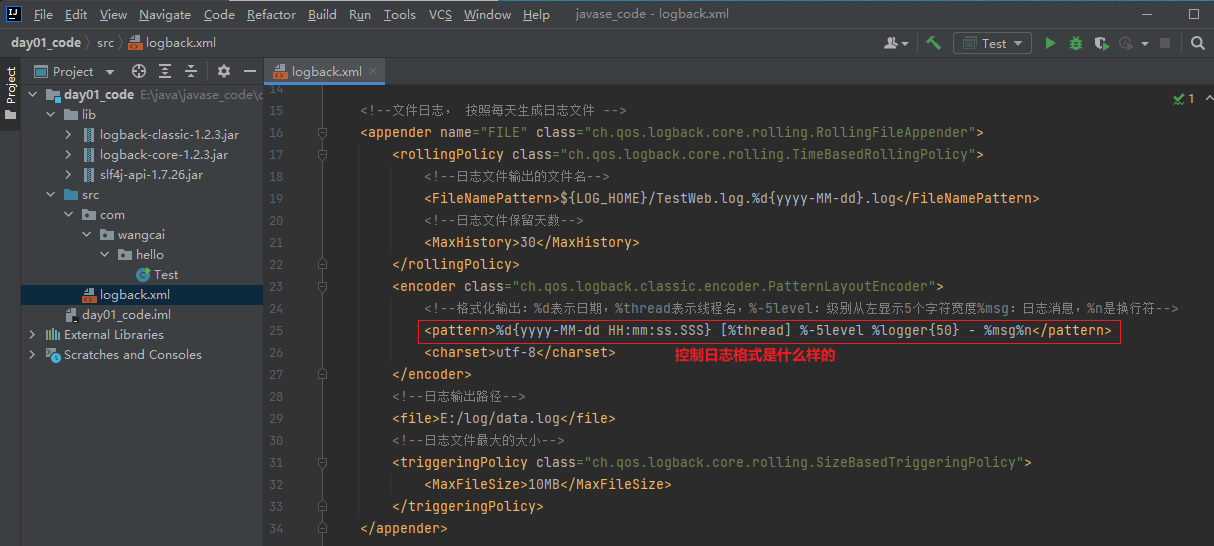 File Edit View Navigate Code Refactor Build Run Tools VCS Window Help javase_code - logback.xml
day01_code src logback.xml Test
Project
Project
logback.xml
day01_code E:\java\javase_code\
lib
logback-classic-1.2.3.jar
logback-core-1.2.3.jar
slf4j-api-1.7.26.jar
src
com
wangcai
hello
Test
logback.xml
day01_code.iml
External Libraries
Scratches and Consoles
1
14
15 <!--文件日志, 按照每天生成日志文件 -->
16 <appender name="FILE" class="ch.qos.logback.core.rolling.RollingFileAppender">
17 <rollingPolicy class="ch.qos.logback.core.rolling.TimeBasedRollingPolicy">
18 <!--日志文件输出的文件名-->
19 <FileNamePattern>${LOG_HOME}/TestWeb.log.%d{yyyy-MM-dd}.log</FileNamePattern>
20 <!--日志文件保留天数-->
21 <MaxHistory>30</MaxHistory>
22 </rollingPolicy>
23 <encoder class="ch.qos.logback.classic.encoder.PatternLayoutEncoder">
24 <!--格式化输出：%d表示日期，%thread表示线程名，%-5level：级别从左显示5个字符宽度%msg：日志消息，%n是换行符-->
25 <pattern>%d{yyyy-MM-dd HH:mm:ss.SSS} [%thread] %-5level %logger{50} - %msg%n</pattern>
26 <charset>utf-8</charset> 控制日志格式是什么样的
27 </encoder>
28 <!--日志输出路径-->
29 <file>E:/log/data.log</file>
30 <!--日志文件最大的大小-->
31 <triggeringPolicy class="ch.qos.logback.core.rolling.SizeBasedTriggeringPolicy">
32 <MaxFileSize>10MB</MaxFileSize>
33 </triggeringPolicy>
34 </appender>